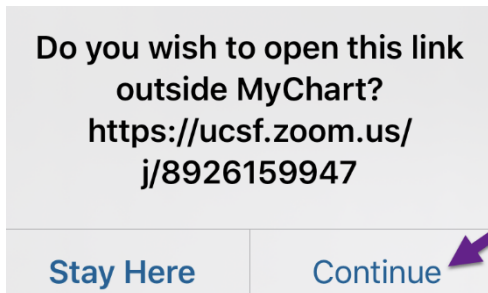 Do you wish to open this link
outside MyChart?
https://ucsf.zoom.us/
j/8926159947
Stay Here
Continue